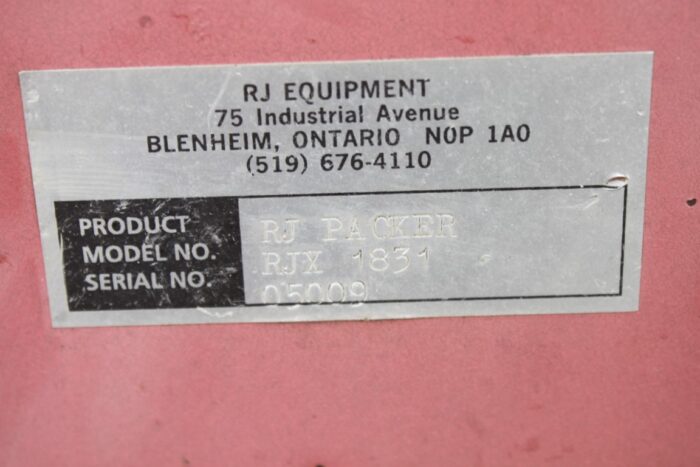 RJ EQUIPMENT
75 Industrial Avenue
BLENHEIM, ONTARIO N0P 1A0
(519) 676-4110
PRODUCT RJ PACKER
MODEL NO. RJX 1831
SERIAL NO. 05009